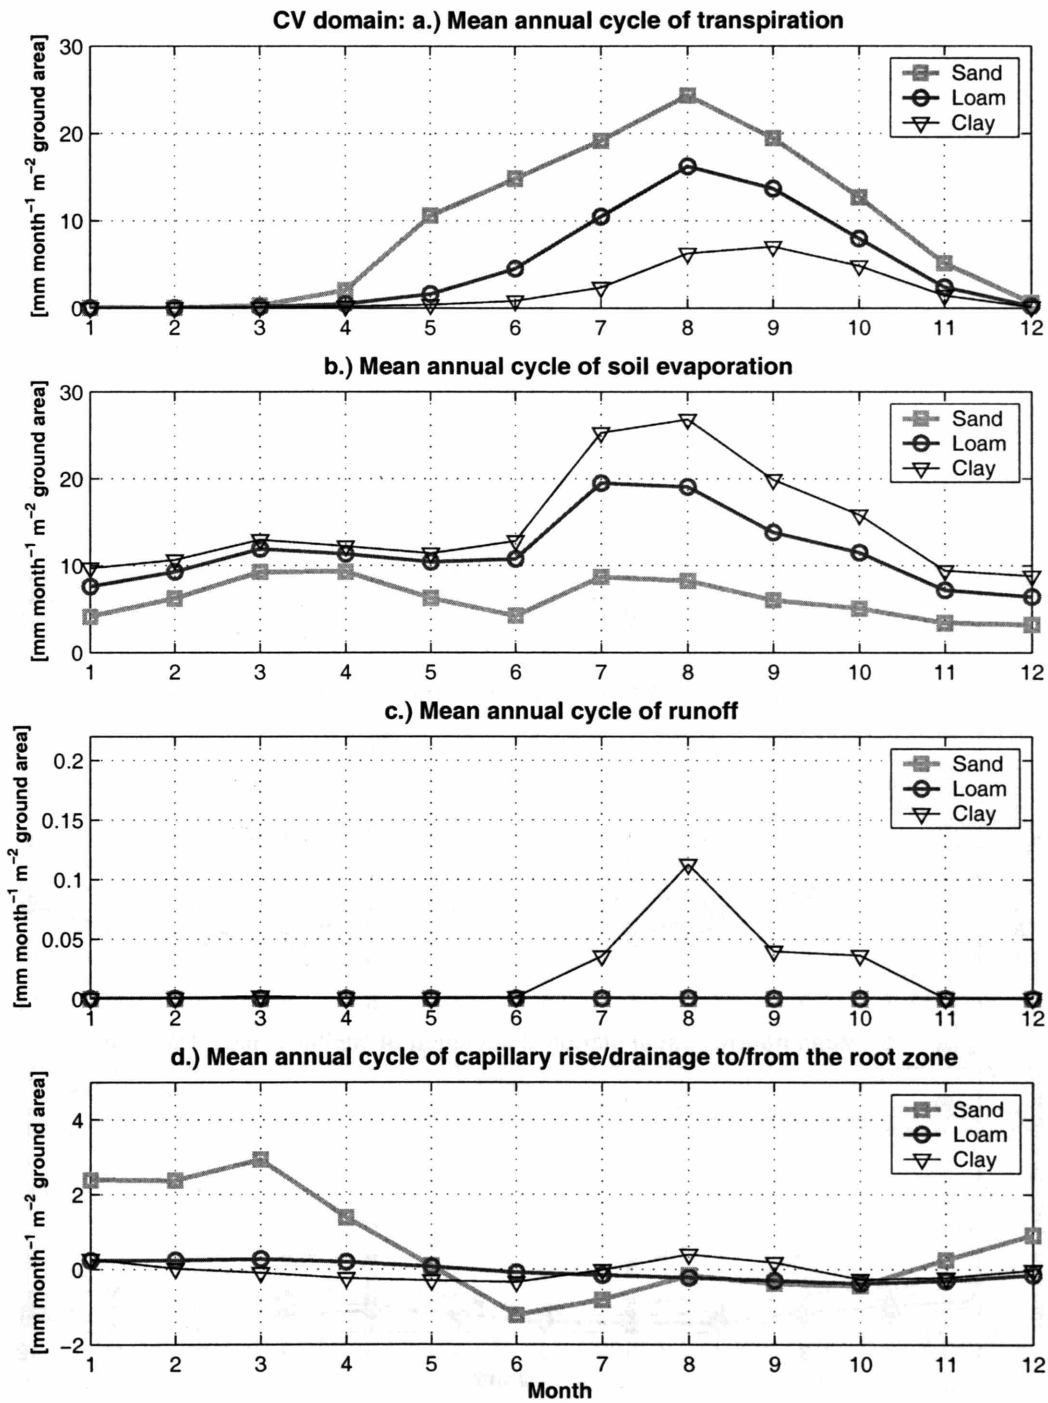 CV domain: a.) Mean annual cycle of transpiration
[mm month⁻¹ m⁻² ground area]
30
20
10
0
1 2 3 4 5 6 7 8 9 10 11 12
Sand
Loam
Clay
b.) Mean annual cycle of soil evaporation
[mm month⁻¹ m⁻² ground area]
30
20
10
0
1 2 3 4 5 6 7 8 9 10 11 12
Sand
Loam
Clay
c.) Mean annual cycle of runoff
[mm month⁻¹ m⁻² ground area]
0.2
0.15
0.1
0.05
0
1 2 3 4 5 6 7 8 9 10 11 12
Sand
Loam
Clay
d.) Mean annual cycle of capillary rise/drainage to/from the root zone
[mm month⁻¹ m⁻² ground area]
4
2
0
−2
1 2 3 4 5 6 7 8 9 10 11 12
Sand
Loam
Clay
Month